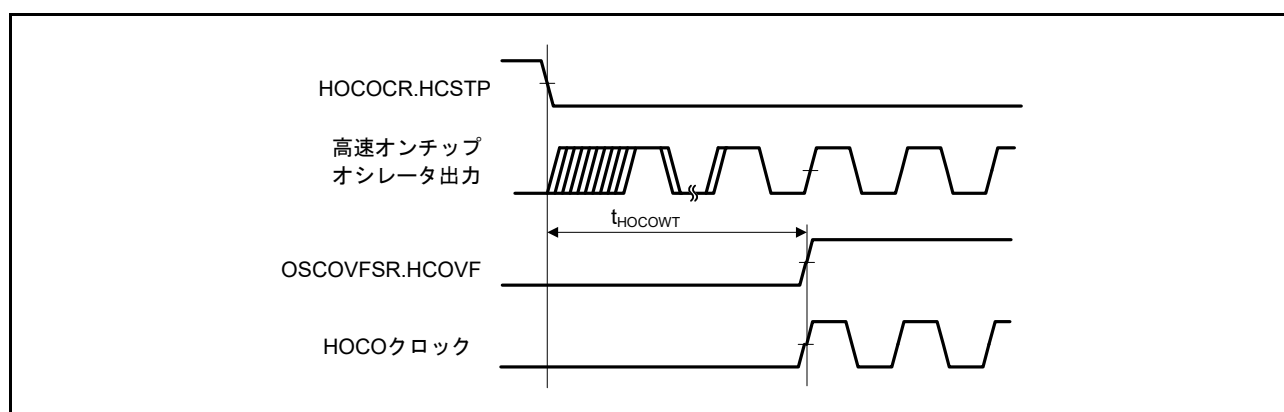 HOCOCR.HCSTP
高速オンチップ
オシレータ出力
tHOCOWT
OSCOVFSR.HCOVF
HOCOクロック